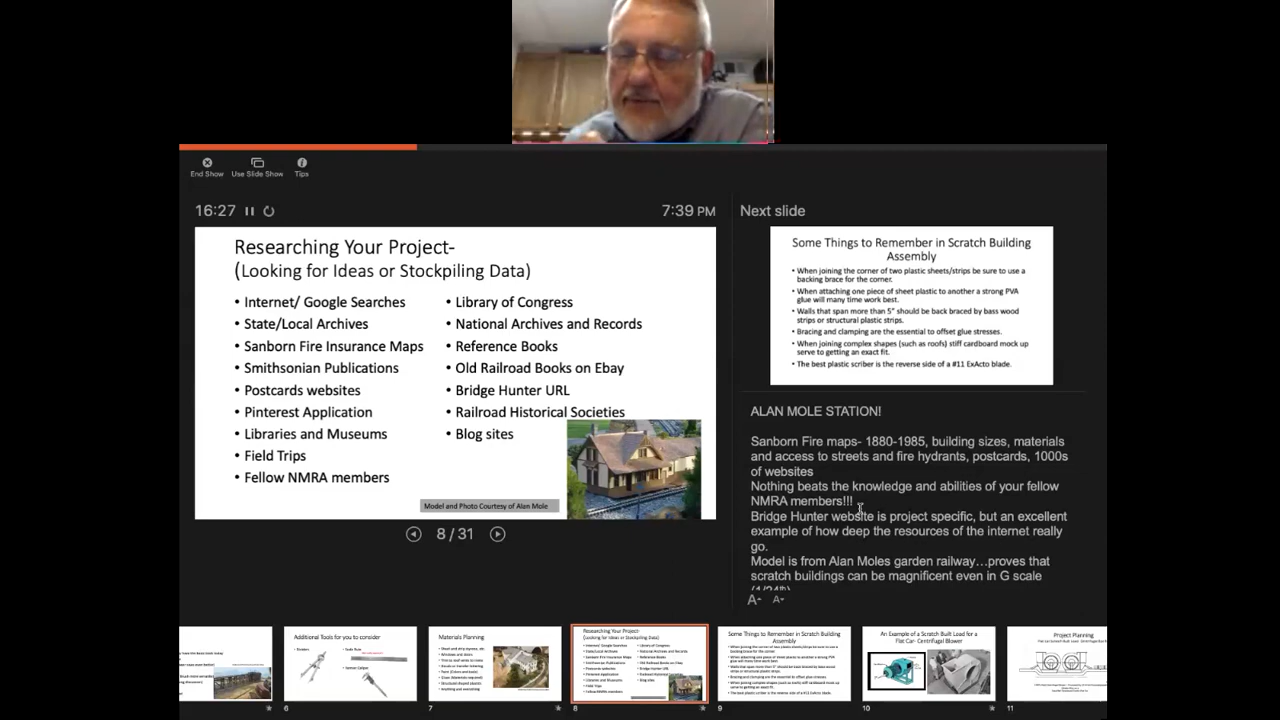 End Show Use Slide Show Tips
16:27
7:39 PM
Next slide
Researching Your Project-
(Looking for Ideas or Stockpiling Data)
• Internet/ Google Searches
• State/Local Archives
• Sanborn Fire Insurance Maps
• Smithsonian Publications
• Postcards websites
• Pinterest Application
• Libraries and Museums
• Field Trips
• Fellow NMRA members
• Library of Congress
• National Archives and Records
• Reference Books
• Old Railroad Books on Ebay
• Bridge Hunter URL
• Railroad Historical Societies
• Blog sites
Model and Photo Courtesy of Alan Mole
8 / 31
Some Things to Remember in Scratch Building
Assembly
• When joining the corner of two plastic sheets/strips be sure to use a
backing brace for the corner.
• When attaching one piece of sheet plastic to another a strong PVA
glue will many time work best.
• Walls that span more than 5" should be back braced by bass wood
strips or structural plastic strips.
• Bracing and clamping are the essential to offset glue stresses.
• When joining complex shapes (such as roofs) stiff cardboard mock up
serve to getting an exact fit.
• The best plastic scriber is the reverse side of a #11 ExActo blade.
ALAN MOLE STATION!
Sanborn Fire maps- 1880-1985, building sizes, materials
and access to streets and fire hydrants, postcards, 1000s
of websites
Nothing beats the knowledge and abilities of your fellow
NMRA members!!!
Bridge Hunter website is project specific, but an excellent
example of how deep the resources of the internet really
go.
Model is from Alan Moles garden railway…proves that
scratch buildings can be magnificent even in G scale
(1/24th)
Additional Tools for you to consider
6
Materials Planning
7
Researching Your Project-
(Looking for Ideas or Stockpiling Data)
8
Some Things to Remember in Scratch Building
Assembly
9
An Example of a Scratch Built Load for a
Flat Car- Centrifugal Blower
10
Project Planning
11